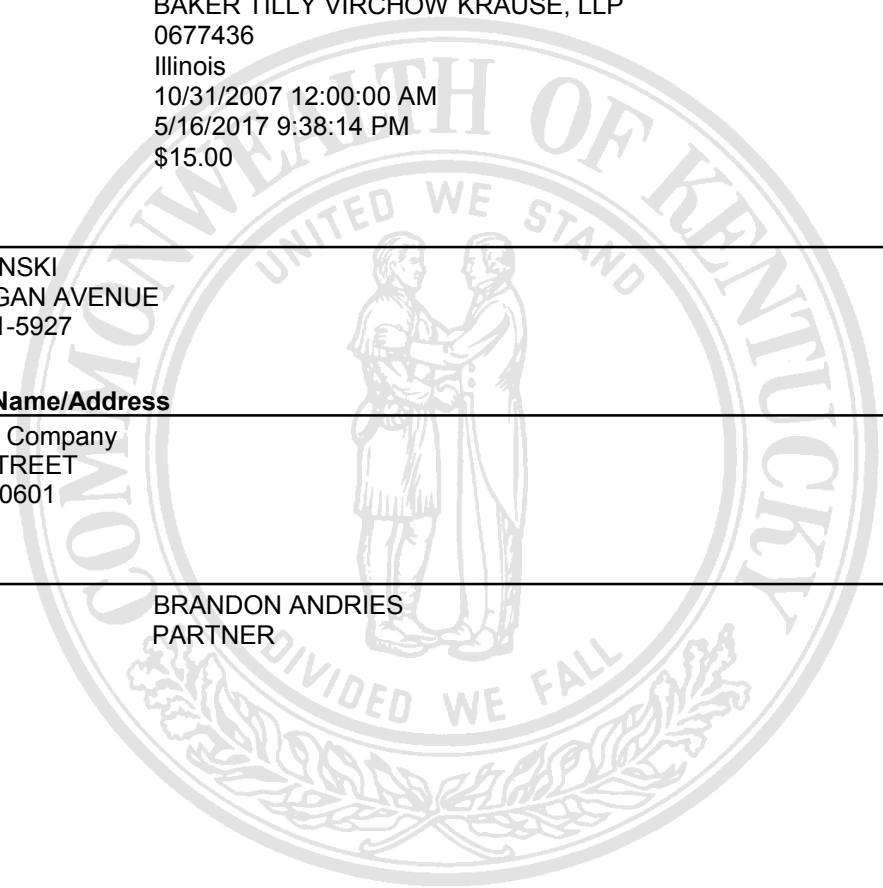 BAKER TILLY VIRCHOW KRAUSE, LLP
0677436
Illinois
10/31/2007 12:00:00 AM
5/16/2017 9:38:14 PM
$15.00
COMMONWEALTH OF KENTUCKY
UNITED WE STAND
NSKI
GAN AVENUE
1-5927
Name/Address
Company
TREET
0601
BRANDON ANDRIES
PARTNER
DIVIDED WE FALL